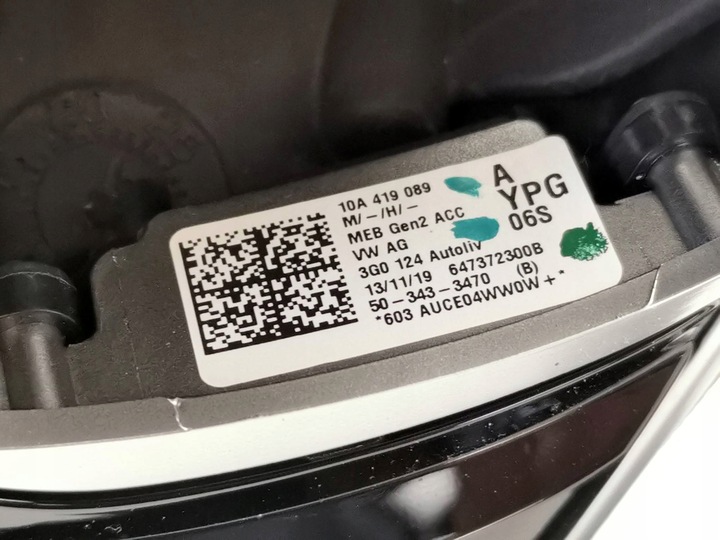 10A 419 089 A
M/-/H/- YPG
MEB Gen2 ACC 06S
VW AG
3G0 124 Autoliv
13/11/19 647372300B
50-343-3470 (B)
*603 AUCE04WW0W+*